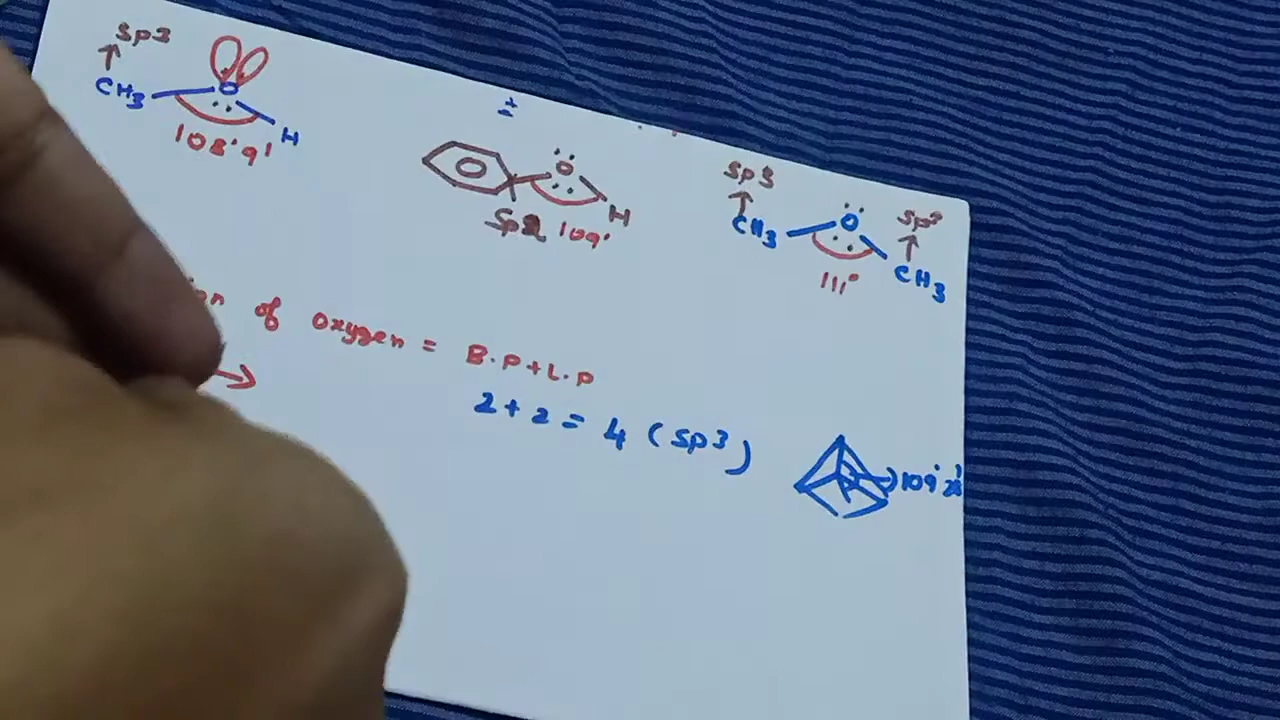 sp3
CH3 O H
108°9'
±
O H
Sp2 109°
Sp3
CH3 O CH3
Sp3
111°
of oxygen = B.P+L.P
2+2 = 4 (sp3)
109°28'